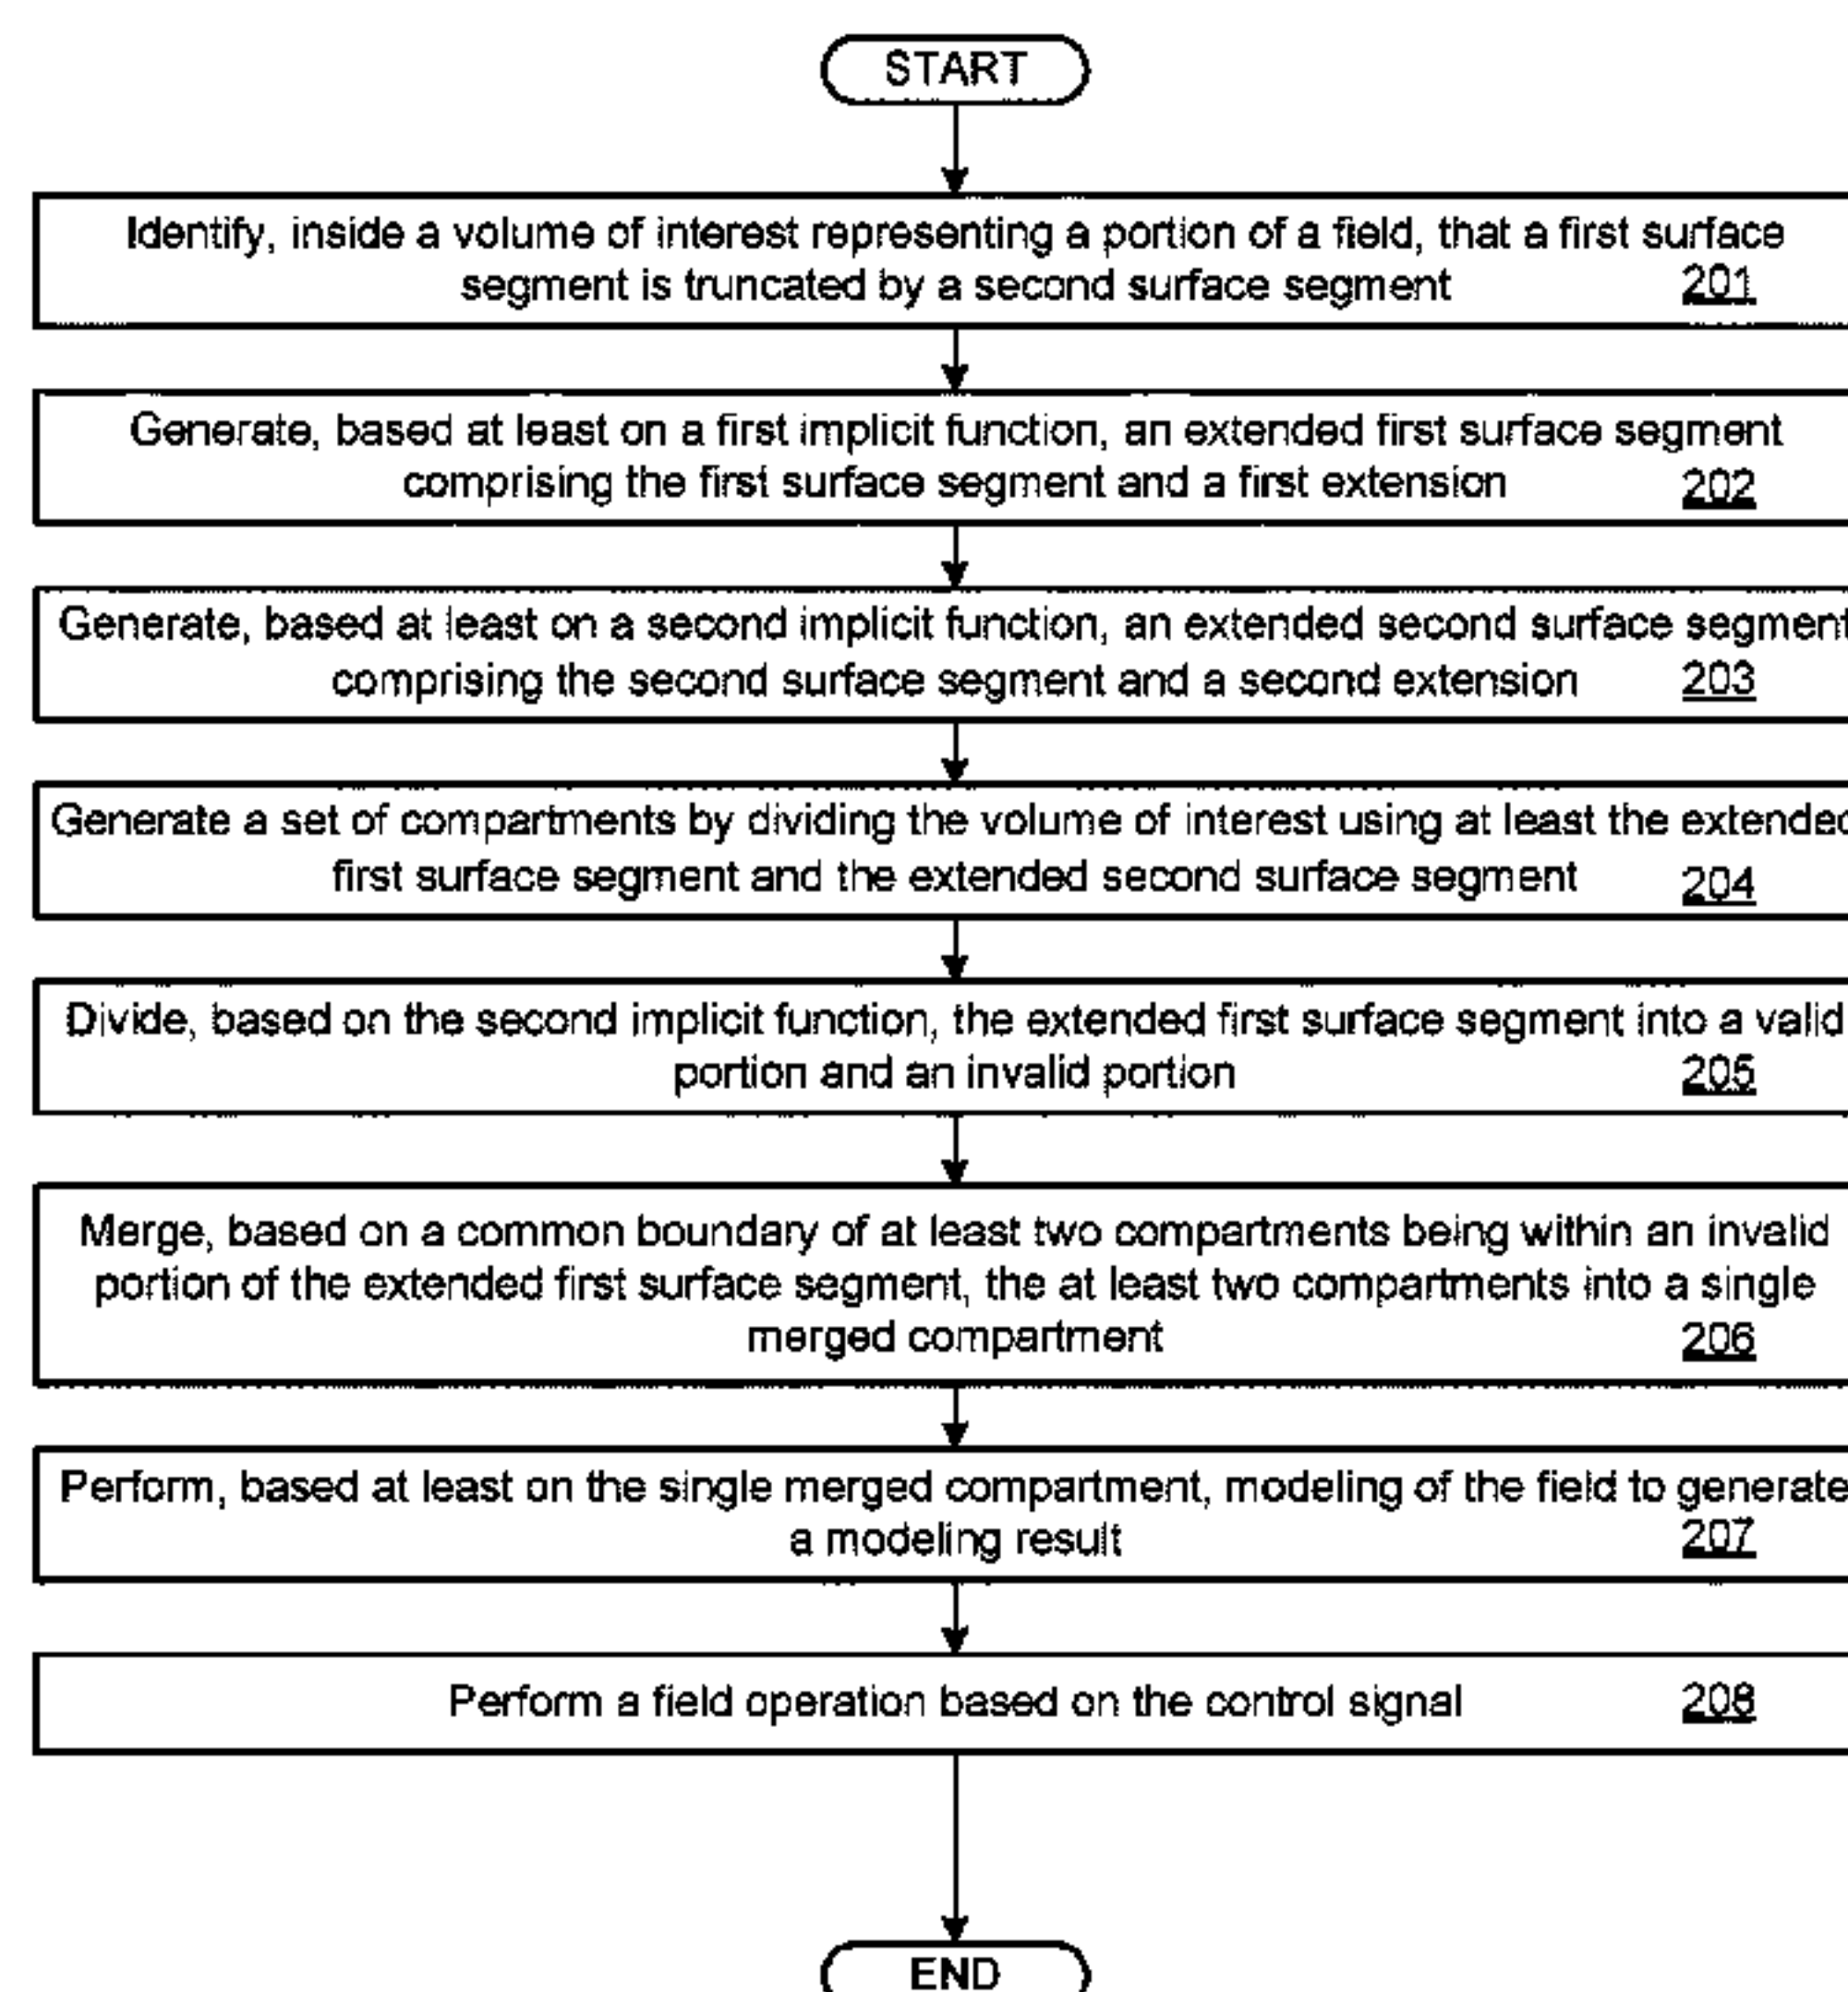 START
Identify, inside a volume of interest representing a portion of a field, that a first surface
segment is truncated by a second surface segment 201
Generate, based at least on a first implicit function, an extended first surface segment
comprising the first surface segment and a first extension 202
Generate, based at least on a second implicit function, an extended second surface segment
comprising the second surface segment and a second extension 203
Generate a set of compartments by dividing the volume of interest using at least the extended
first surface segment and the extended second surface segment 204
Divide, based on the second implicit function, the extended first surface segment into a valid
portion and an invalid portion 205
Merge, based on a common boundary of at least two compartments being within an invalid
portion of the extended first surface segment, the at least two compartments into a single
merged compartment 206
Perform, based at least on the single merged compartment, modeling of the field to generate
a modeling result 207
Perform a field operation based on the control signal 208
END